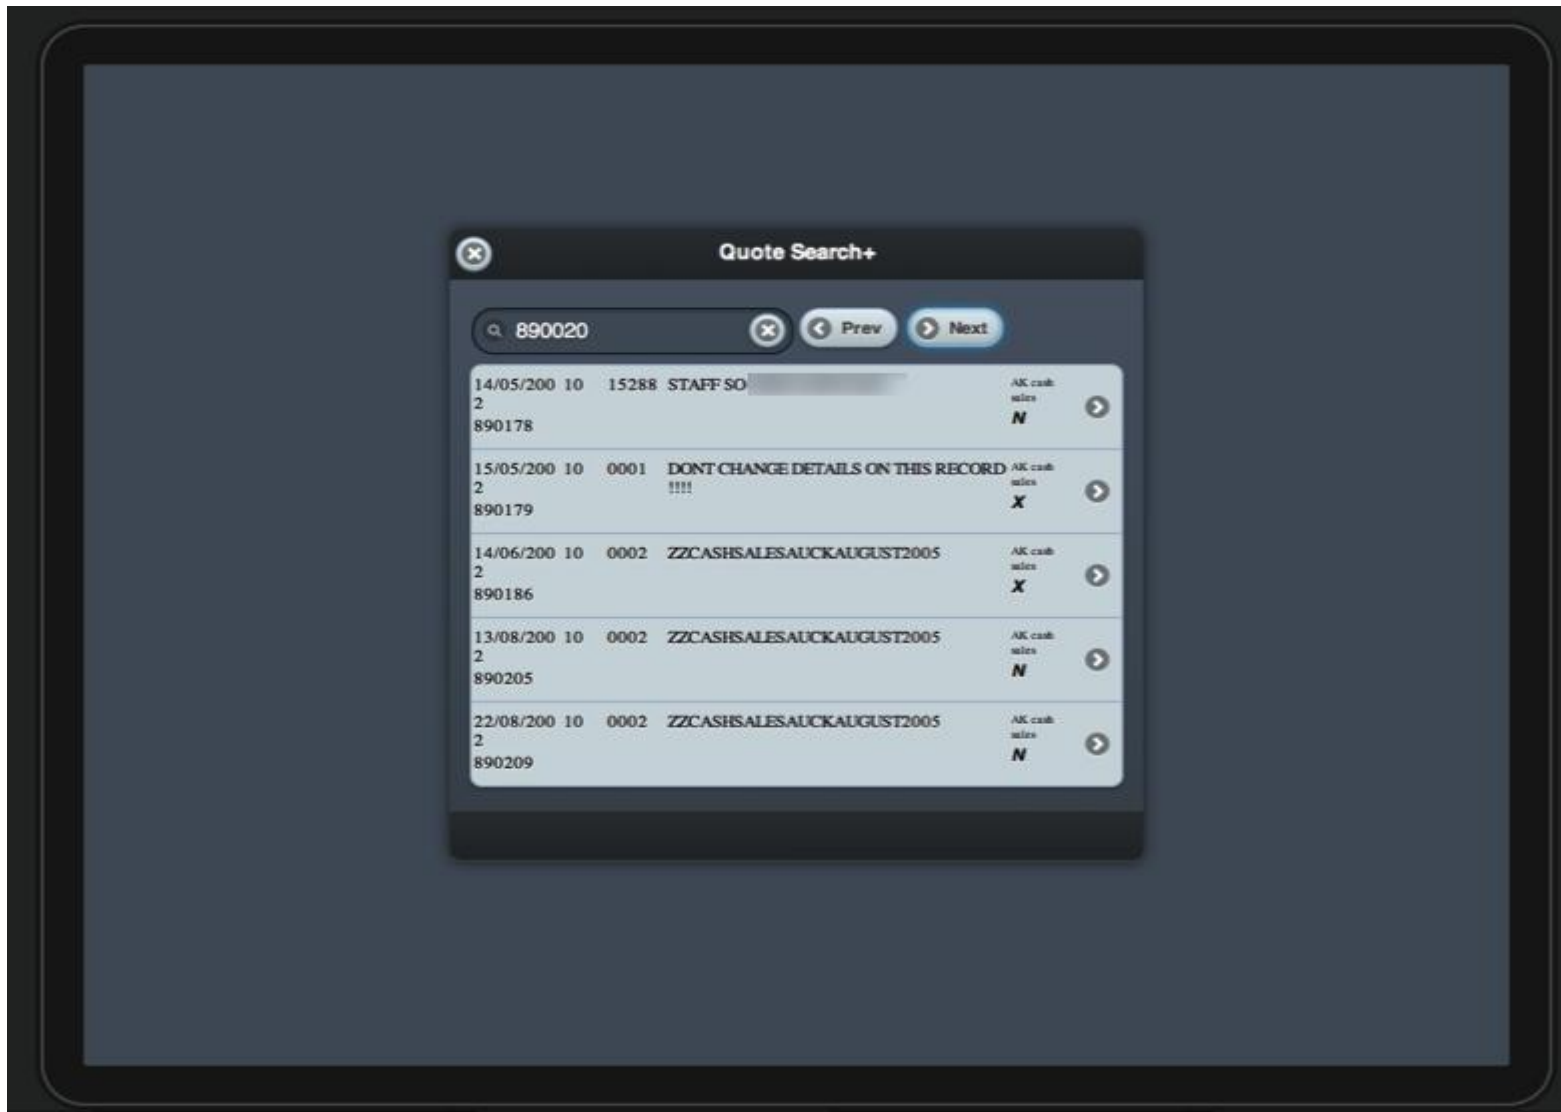 Quote Search+
890020 Prev Next
14/05/200 10 15288 STAFF SO AK cash
2 sales
890178 N
15/05/200 10 0001 DONT CHANGE DETAILS ON THIS RECORD AK cash
2 !!!! sales
890179 X
14/06/200 10 0002 ZZCASHSALESAUCKAUGUST2005 AK cash
2 sales
890186 X
13/08/200 10 0002 ZZCASHSALESAUCKAUGUST2005 AK cash
2 sales
890205 N
22/08/200 10 0002 ZZCASHSALESAUCKAUGUST2005 AK cash
2 sales
890209 N